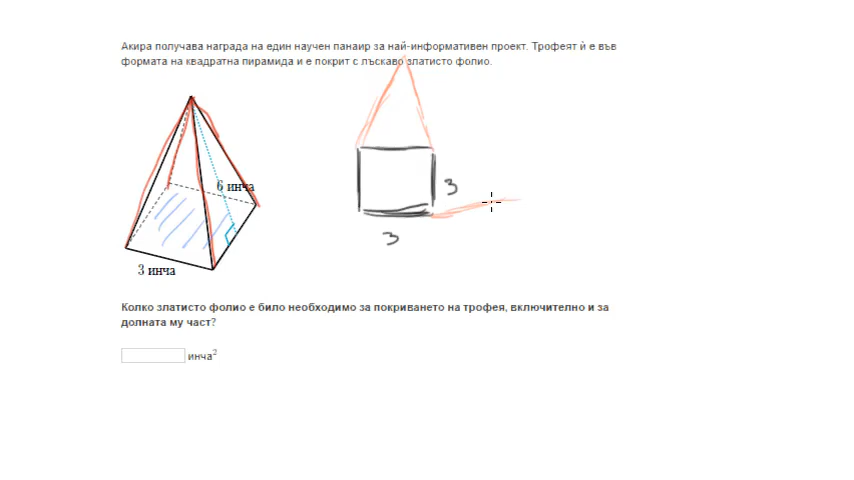 Акира получава награда на един научен панаир за най-информативен проект. Трофеят ѝ е във
формата на квадратна пирамида и е покрит с лъскаво златисто фолио.
6 инча
3
3
3 инча
Колко златисто фолио е било необходимо за покриването на трофея, включително и за
долната му част?
инча²